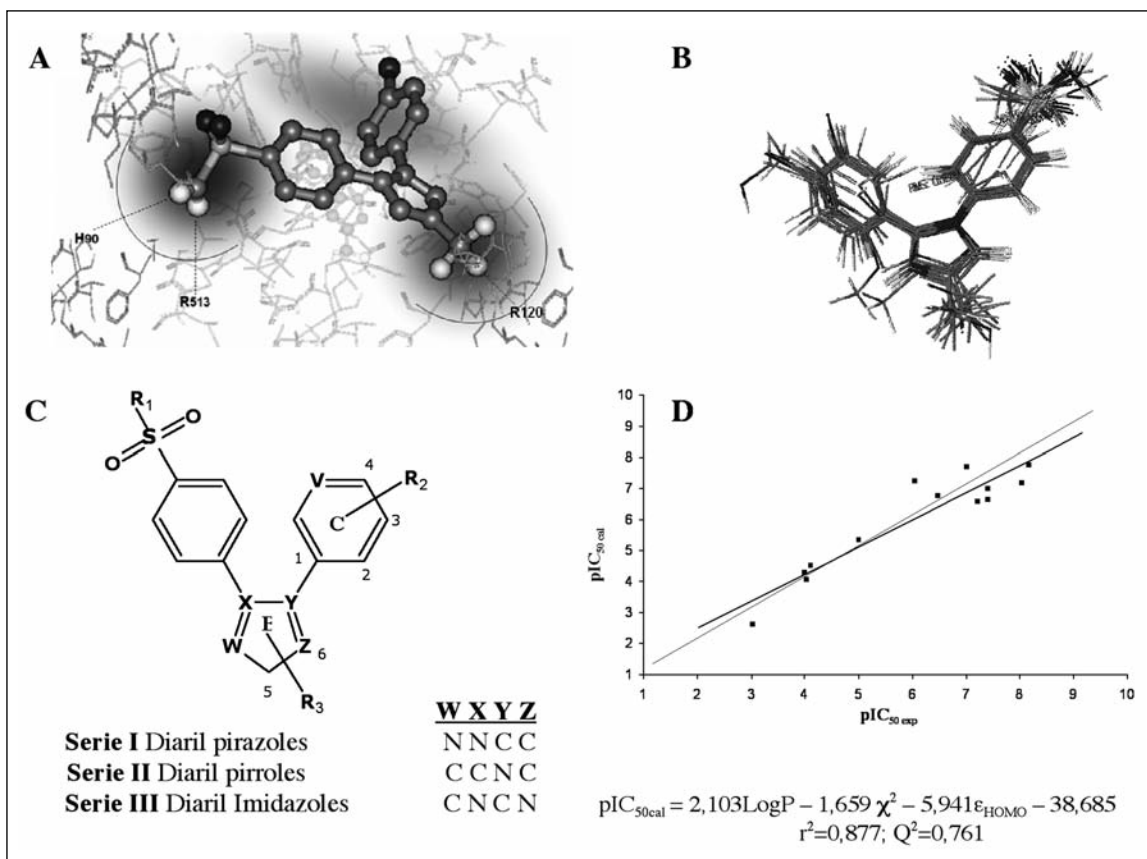 A
H90
R513
R120
B
C
R₁
O
S
O
V
4
R₂
C
3
1
2
X
Y
E
W
Z
6
5
R₃
W X Y Z
Serie I Diaril pirazoles N N C C
Serie II Diaril pirroles C C N C
Serie III Diaril Imidazoles C N C N
D
10
9
8
7
6
5
4
3
2
1
pIC₅₀ cal
1 2 3 4 5 6 7 8 9 10
pIC₅₀ exp
pIC₅₀cal = 2,103LogP – 1,659 χ² – 5,941ε_HOMO – 38,685
r²=0,877; Q²=0,761